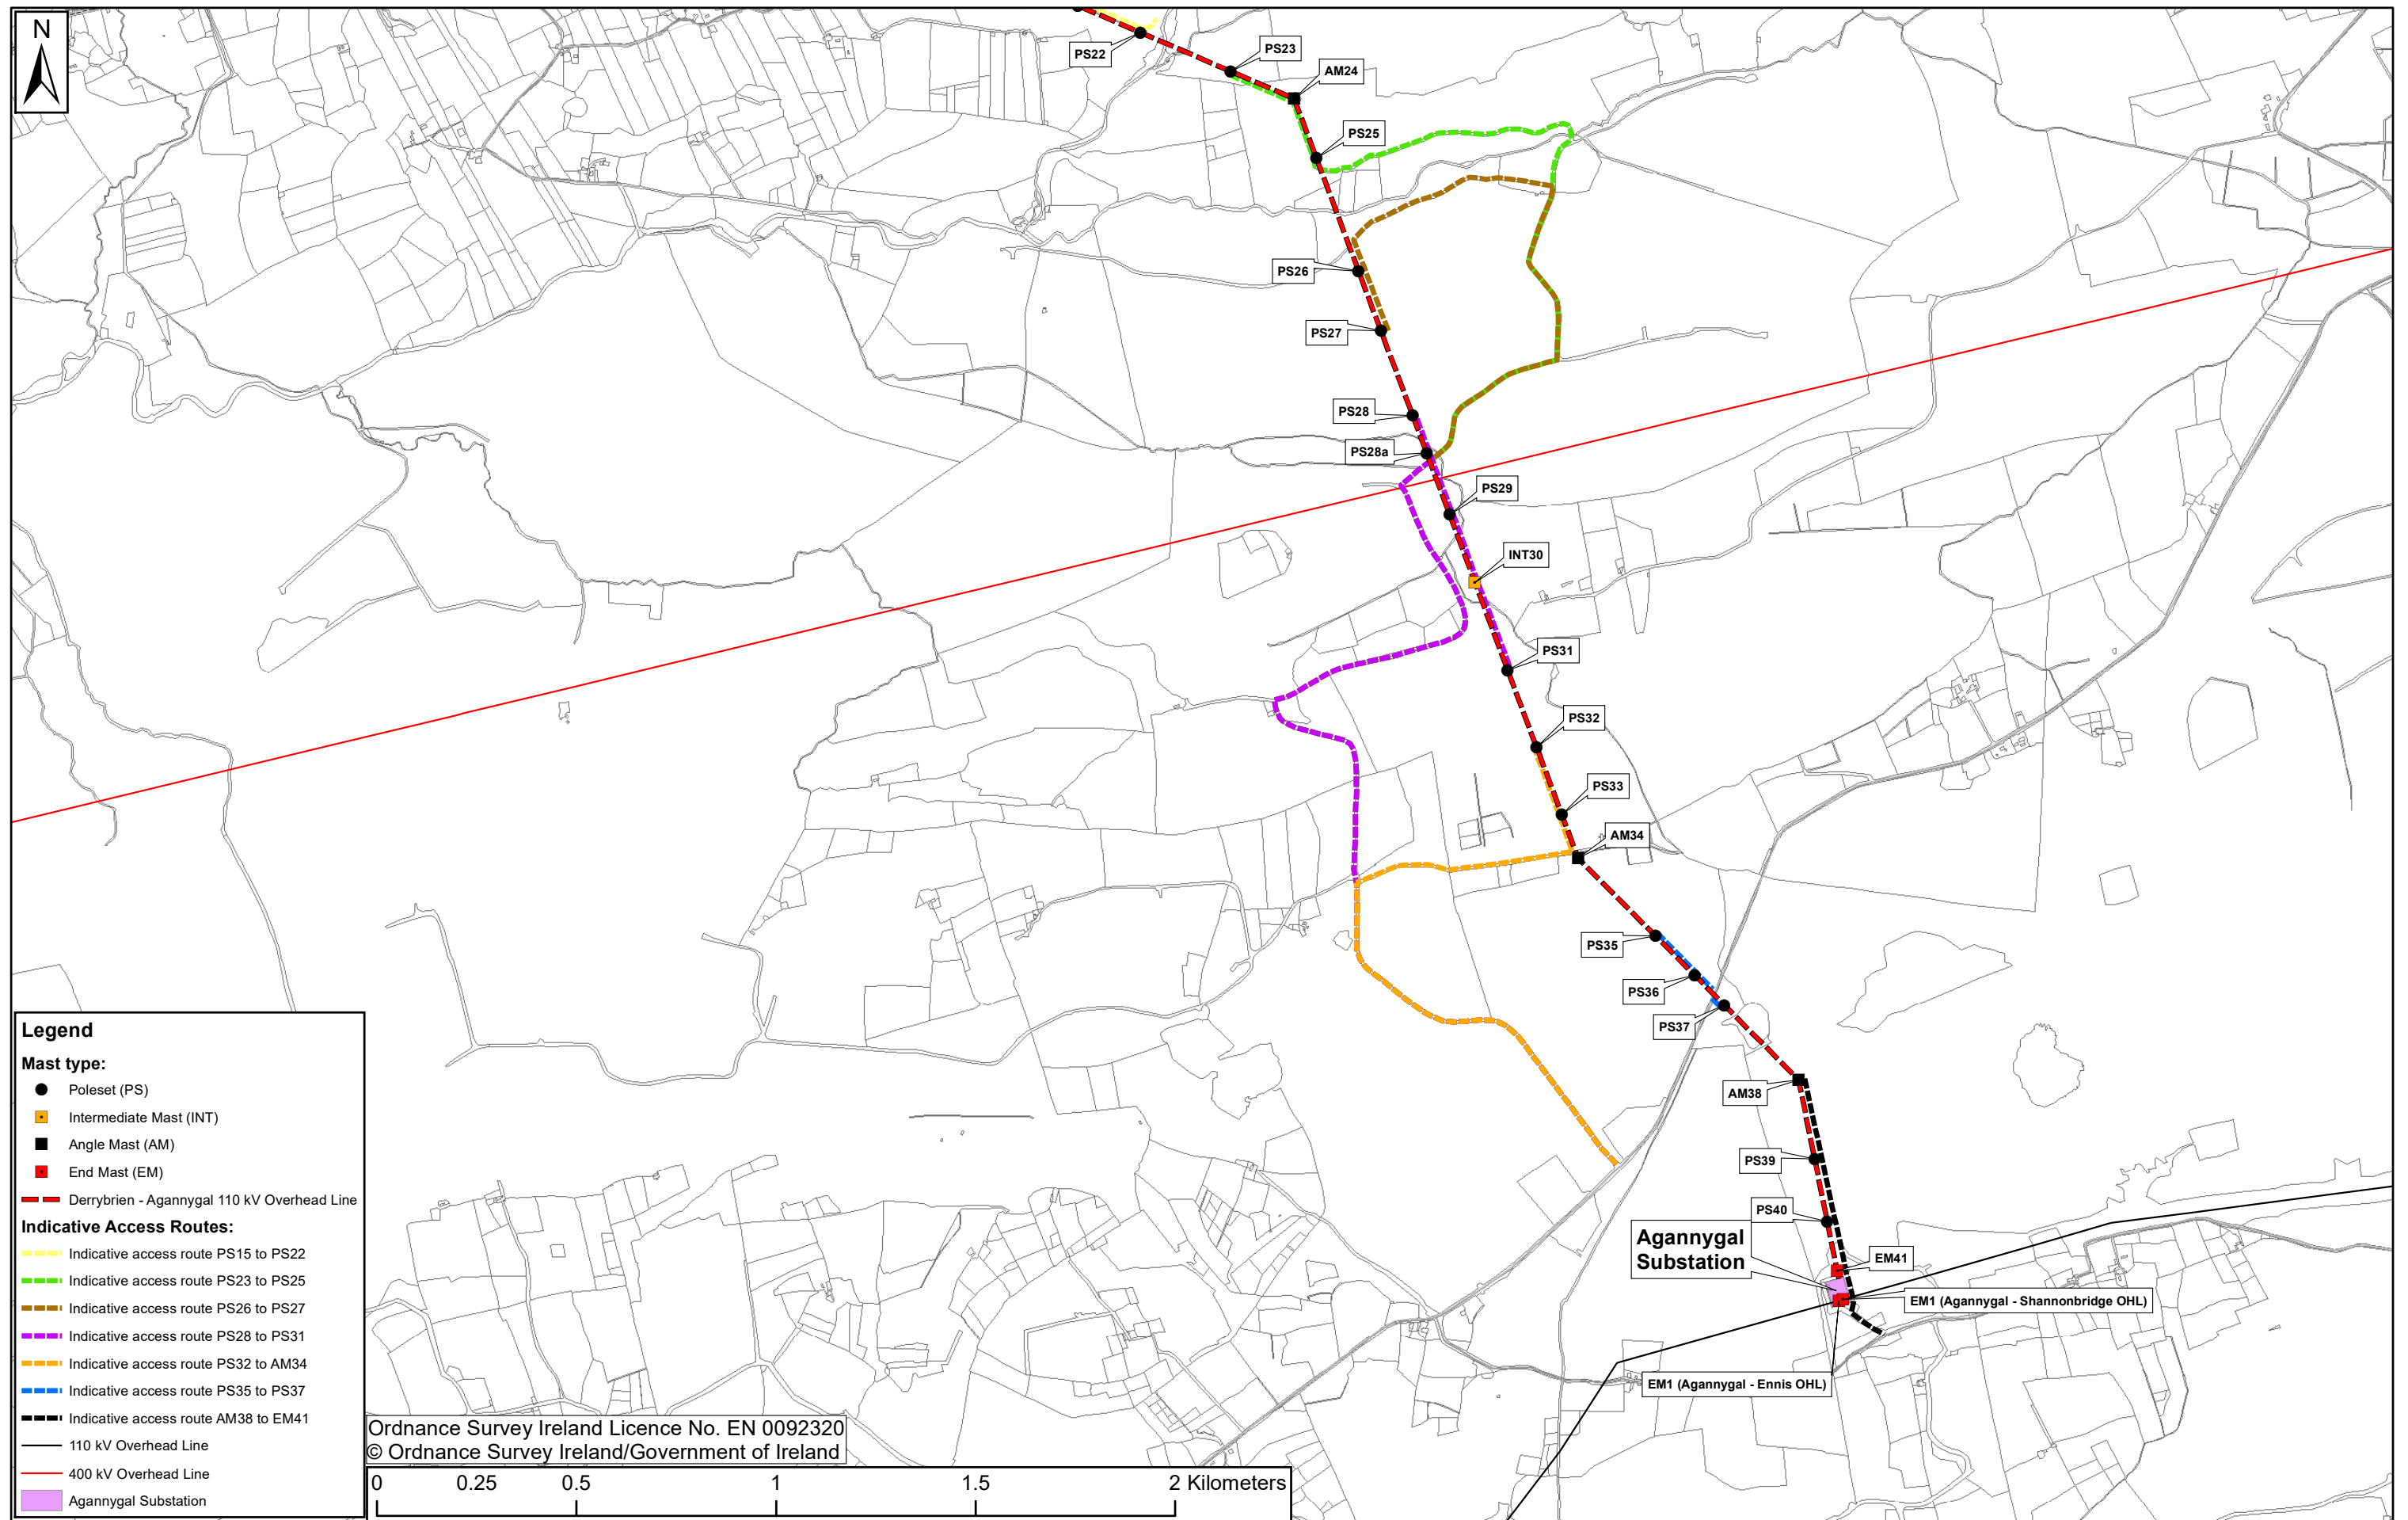 N
PS22
PS23
AM24
PS25
PS26
PS27
PS28
PS28a
PS29
INT30
PS31
PS32
PS33
AM34
PS35
PS36
PS37
AM38
PS39
PS40
Agannygal
Substation
EM41
EM1 (Agannygal - Shannonbridge OHL)
EM1 (Agannygal - Ennis OHL)
Legend
Mast type:
Poleset (PS)
Intermediate Mast (INT)
Angle Mast (AM)
End Mast (EM)
Derrybrien - Agannygal 110 kV Overhead Line
Indicative Access Routes:
Indicative access route PS15 to PS22
Indicative access route PS23 to PS25
Indicative access route PS26 to PS27
Indicative access route PS28 to PS31
Indicative access route PS32 to AM34
Indicative access route PS35 to PS37
Indicative access route AM38 to EM41
110 kV Overhead Line
400 kV Overhead Line
Agannygal Substation
Ordnance Survey Ireland Licence No. EN 0092320
© Ordnance Survey Ireland/Government of Ireland
0 0.25 0.5 1 1.5 2 Kilometers